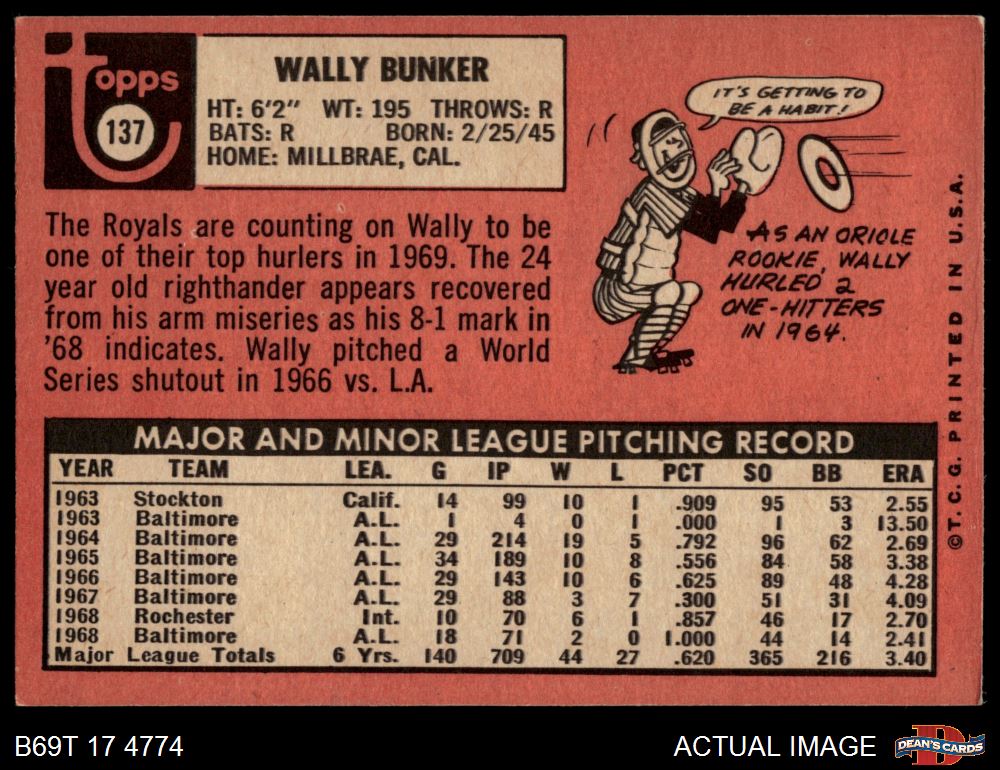 topps
137
WALLY BUNKER
HT: 6'2" WT: 195 THROWS: R
BATS: R BORN: 2/25/45
HOME: MILLBRAE, CAL.
The Royals are counting on Wally to be
one of their top hurlers in 1969. The 24
year old righthander appears recovered
from his arm miseries as his 8-1 mark in
'68 indicates. Wally pitched a World
Series shutout in 1966 vs. L.A.
IT'S GETTING TO
BE A HABIT!
AS AN ORIOLE
ROOKIE, WALLY
HURLED 2
ONE-HITTERS
IN 1964.
©T.C.G. PRINTED IN U.S.A.
MAJOR AND MINOR LEAGUE PITCHING RECORD
YEAR TEAM LEA. G IP W L PCT SO BB ERA
1963 Stockton Calif. 14 99 10 1 .909 95 53 2.55
1963 Baltimore A.L. 1 4 0 1 .000 1 3 13.50
1964 Baltimore A.L. 29 214 19 5 .792 96 62 2.69
1965 Baltimore A.L. 34 189 10 8 .556 84 58 3.38
1966 Baltimore A.L. 29 143 10 6 .625 89 48 4.28
1967 Baltimore A.L. 29 88 3 7 .300 51 31 4.09
1968 Rochester Int. 10 70 6 1 .857 46 17 2.70
1968 Baltimore A.L. 18 71 2 0 1.000 44 14 2.41
Major League Totals 6 Yrs. 140 709 44 27 .620 365 216 3.40
B69T 17 4774
ACTUAL IMAGE
DEAN'S CARDS